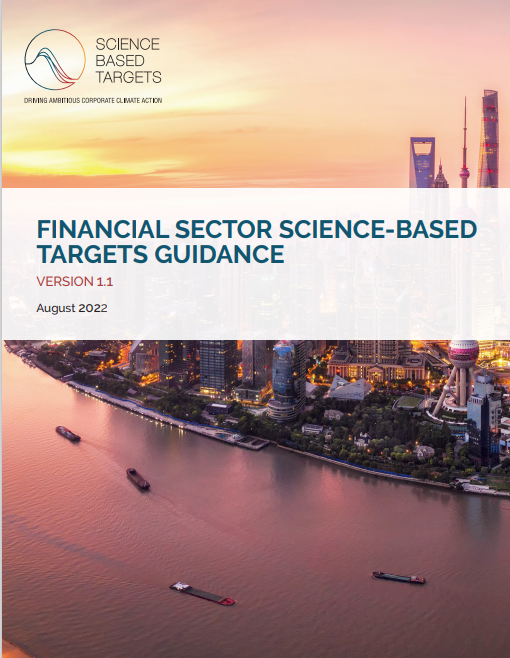 SCIENCE
BASED
TARGETS
DRIVING AMBITIOUS CORPORATE CLIMATE ACTION
FINANCIAL SECTOR SCIENCE-BASED
TARGETS GUIDANCE
VERSION 1.1
August 2022